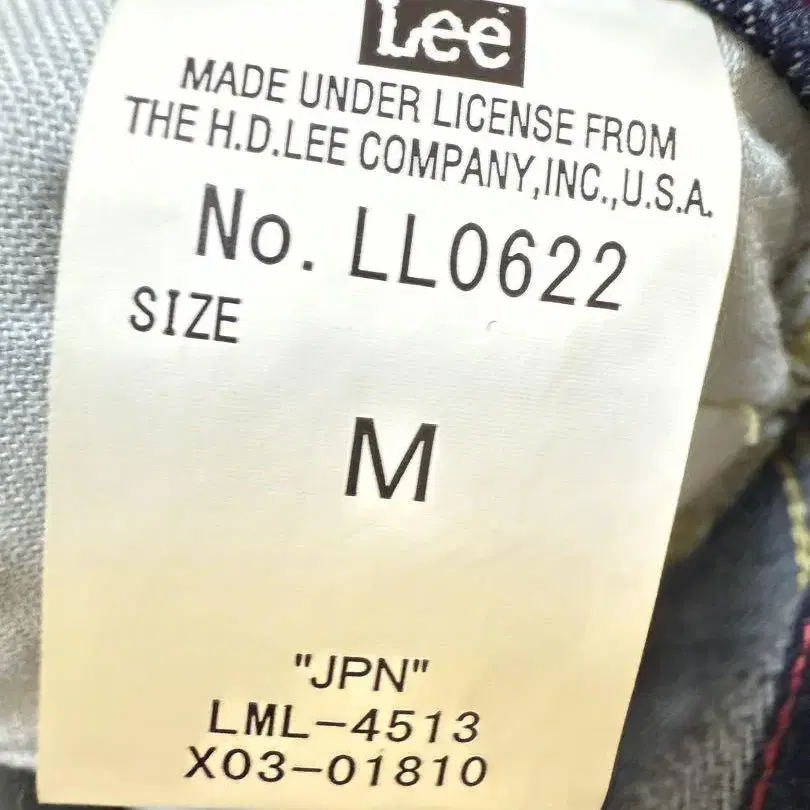 Lee
MADE UNDER LICENSE FROM
THE H.D.LEE COMPANY,INC.,U.S.A.
No. LL0622
SIZE
M
"JPN"
LML-4513
X03-01810